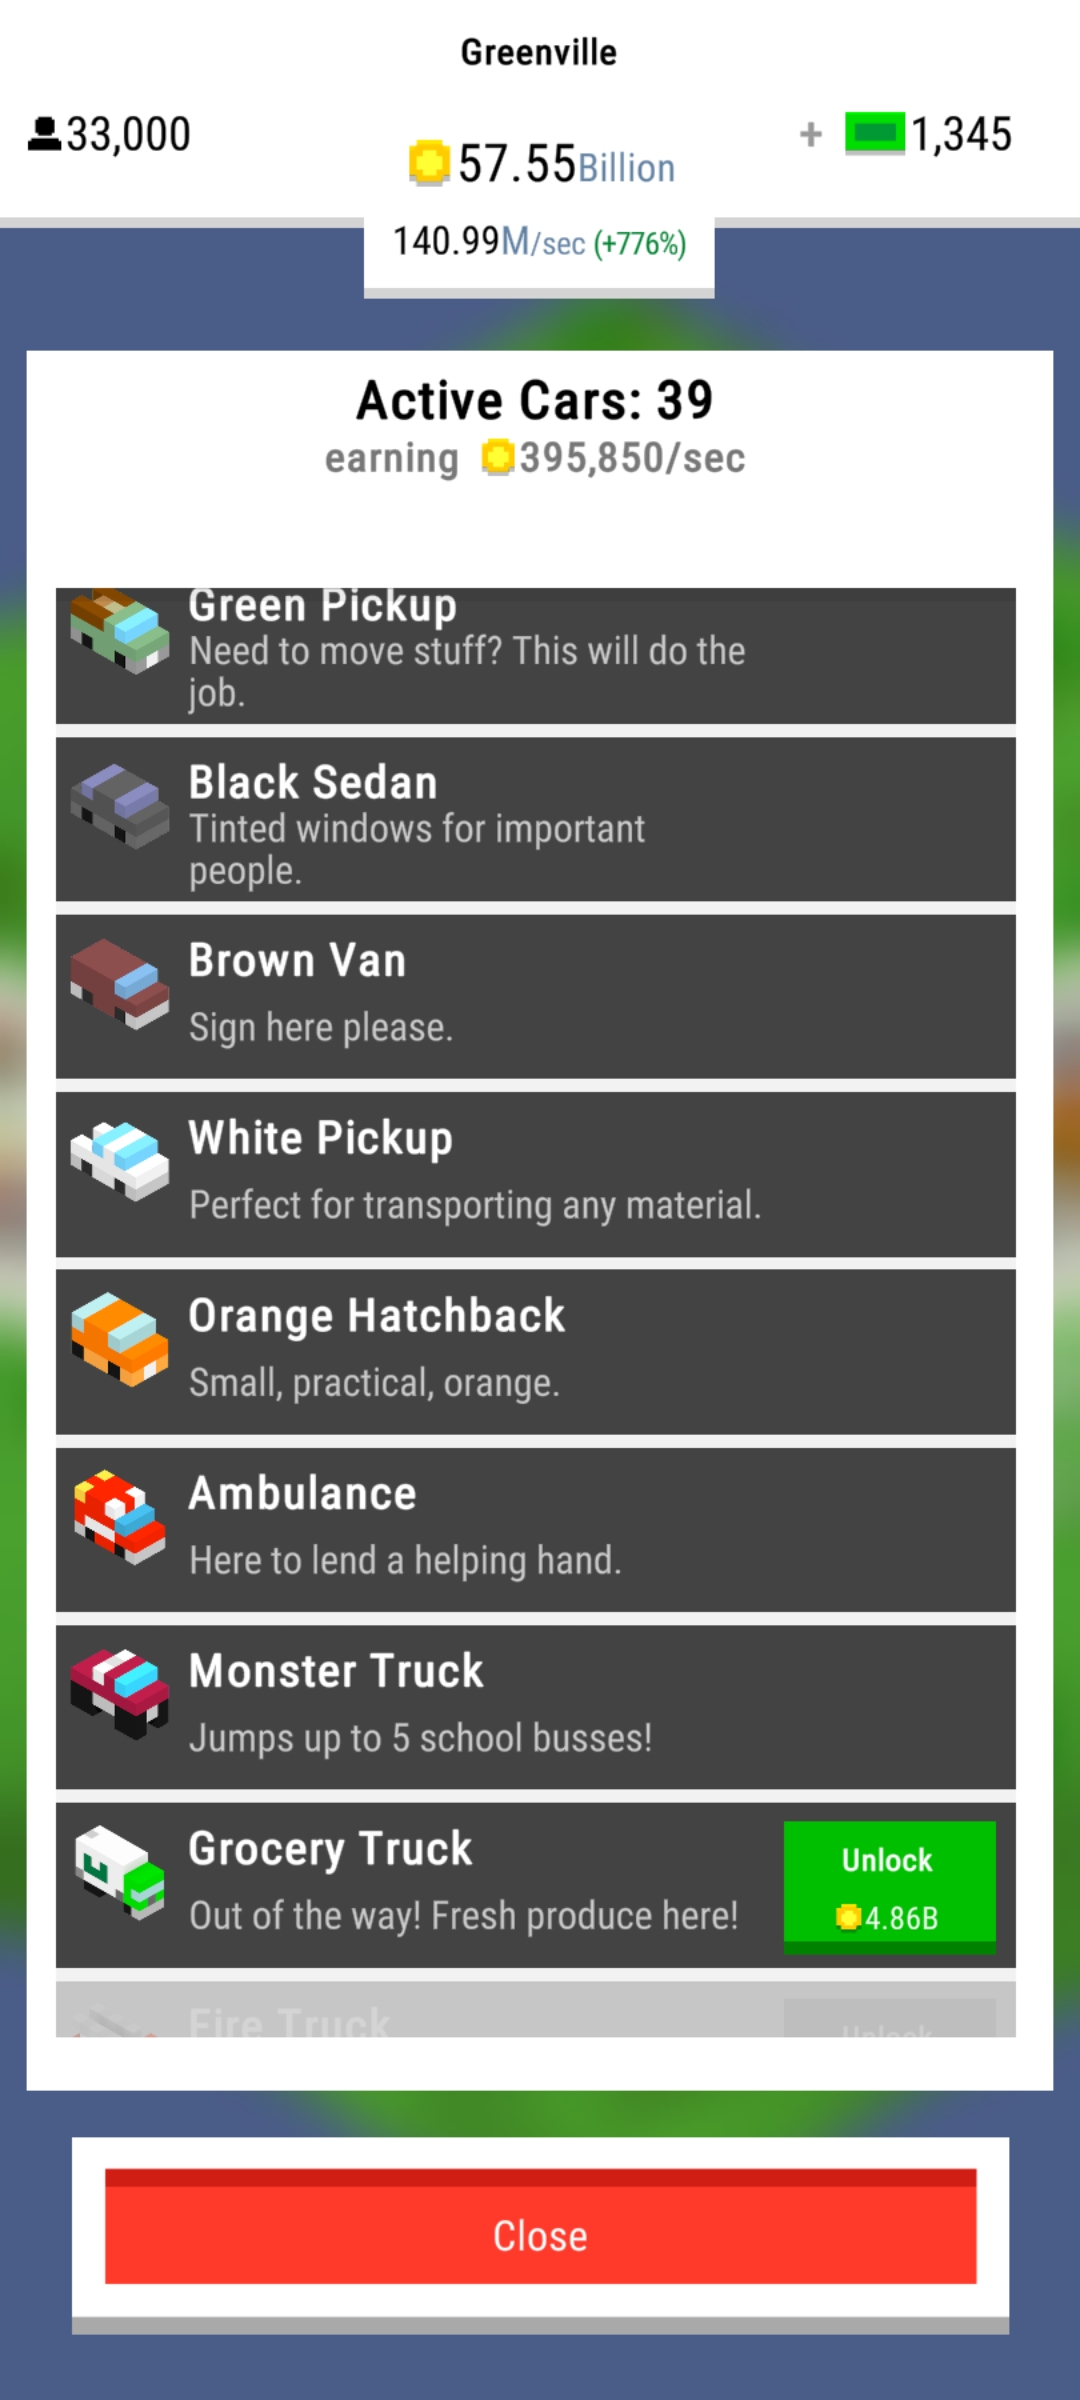 Greenville
33,000
57.55Billion
+ 1,345
140.99M/sec (+776%)
Active Cars: 39
earning 395,850/sec
Green Pickup
Need to move stuff? This will do the
job.
Black Sedan
Tinted windows for important
people.
Brown Van
Sign here please.
White Pickup
Perfect for transporting any material.
Orange Hatchback
Small, practical, orange.
Ambulance
Here to lend a helping hand.
Monster Truck
Jumps up to 5 school busses!
Grocery Truck
Out of the way! Fresh produce here!
Unlock
4.86B
Fire Truck
Unlock
Close